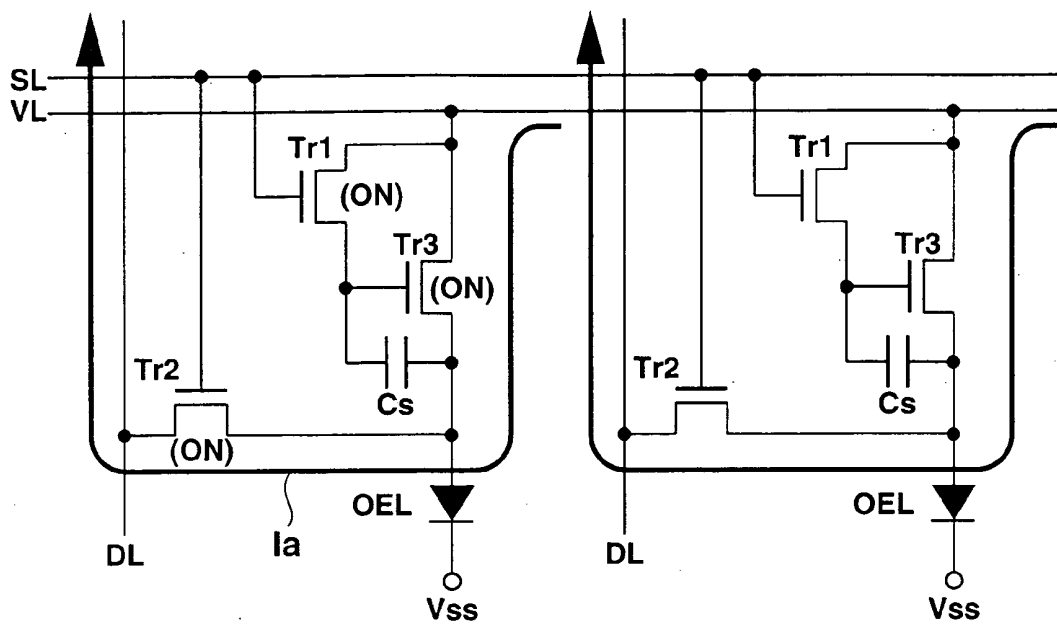 SL
VL
Tr1
(ON)
Tr3
(ON)
Tr2
(ON)
Cs
OEL
Ia
DL
Vss
Tr1
Tr3
Tr2
Cs
OEL
DL
Vss